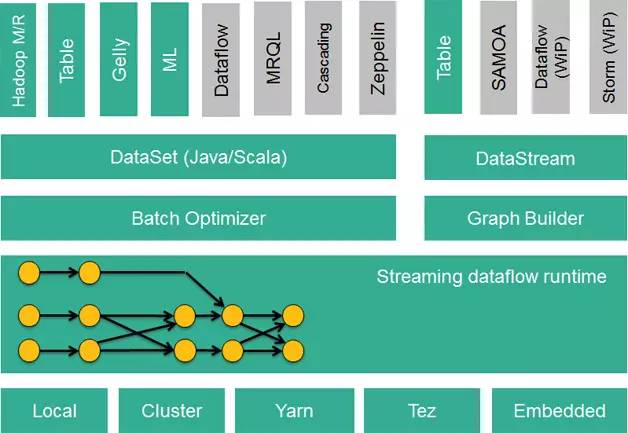 Hadoop M/R
Table
Gelly
ML
Dataflow
MRQL
Cascading
Zeppelin
Table
SAMOA
Dataflow
(WiP)
Storm (WiP)
DataSet (Java/Scala)
DataStream
Batch Optimizer
Graph Builder
Streaming dataflow runtime
Local
Cluster
Yarn
Tez
Embedded